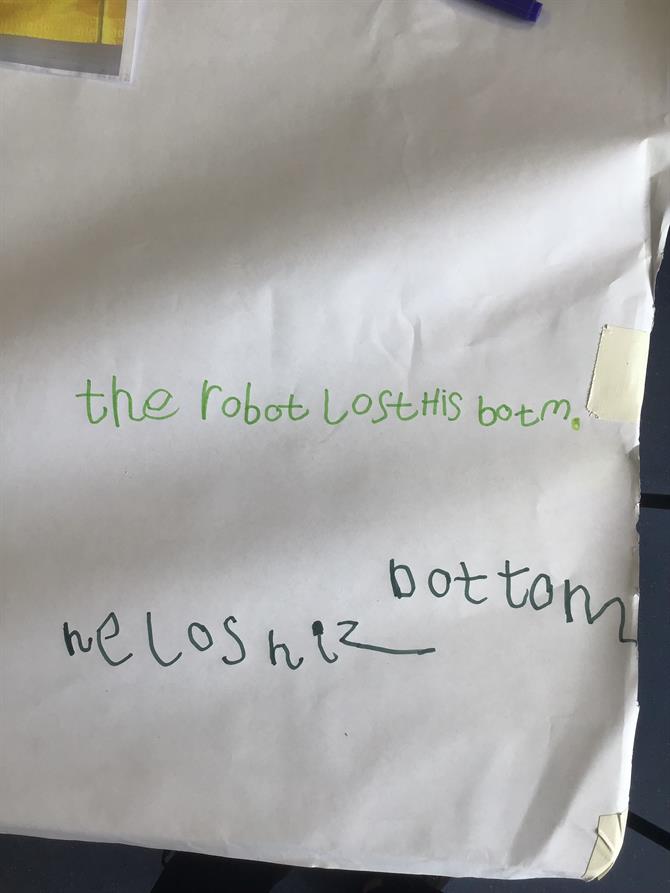 the robot Lost His botm.
bottom
he Los hiz